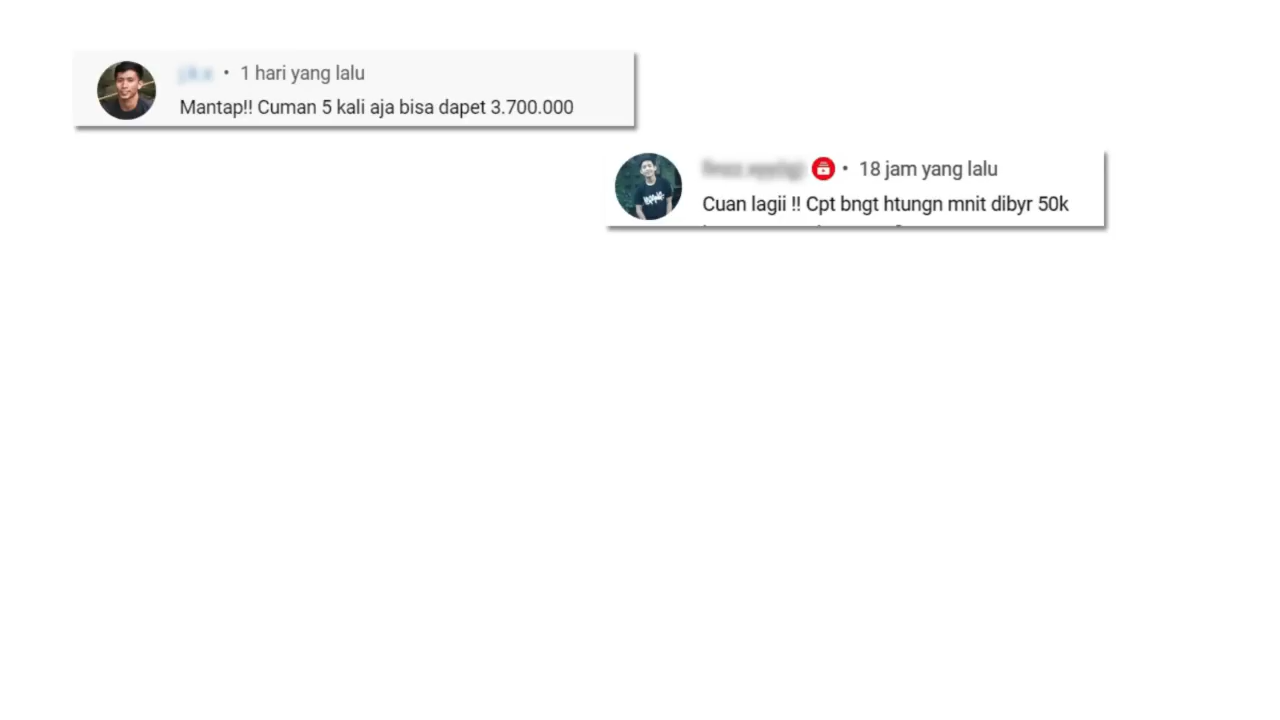 • 1 hari yang lalu
Mantap!! Cuman 5 kali aja bisa dapet 3.700.000
• 18 jam yang lalu
Cuan lagii !! Cpt bngt htungn mnit dibyr 50k